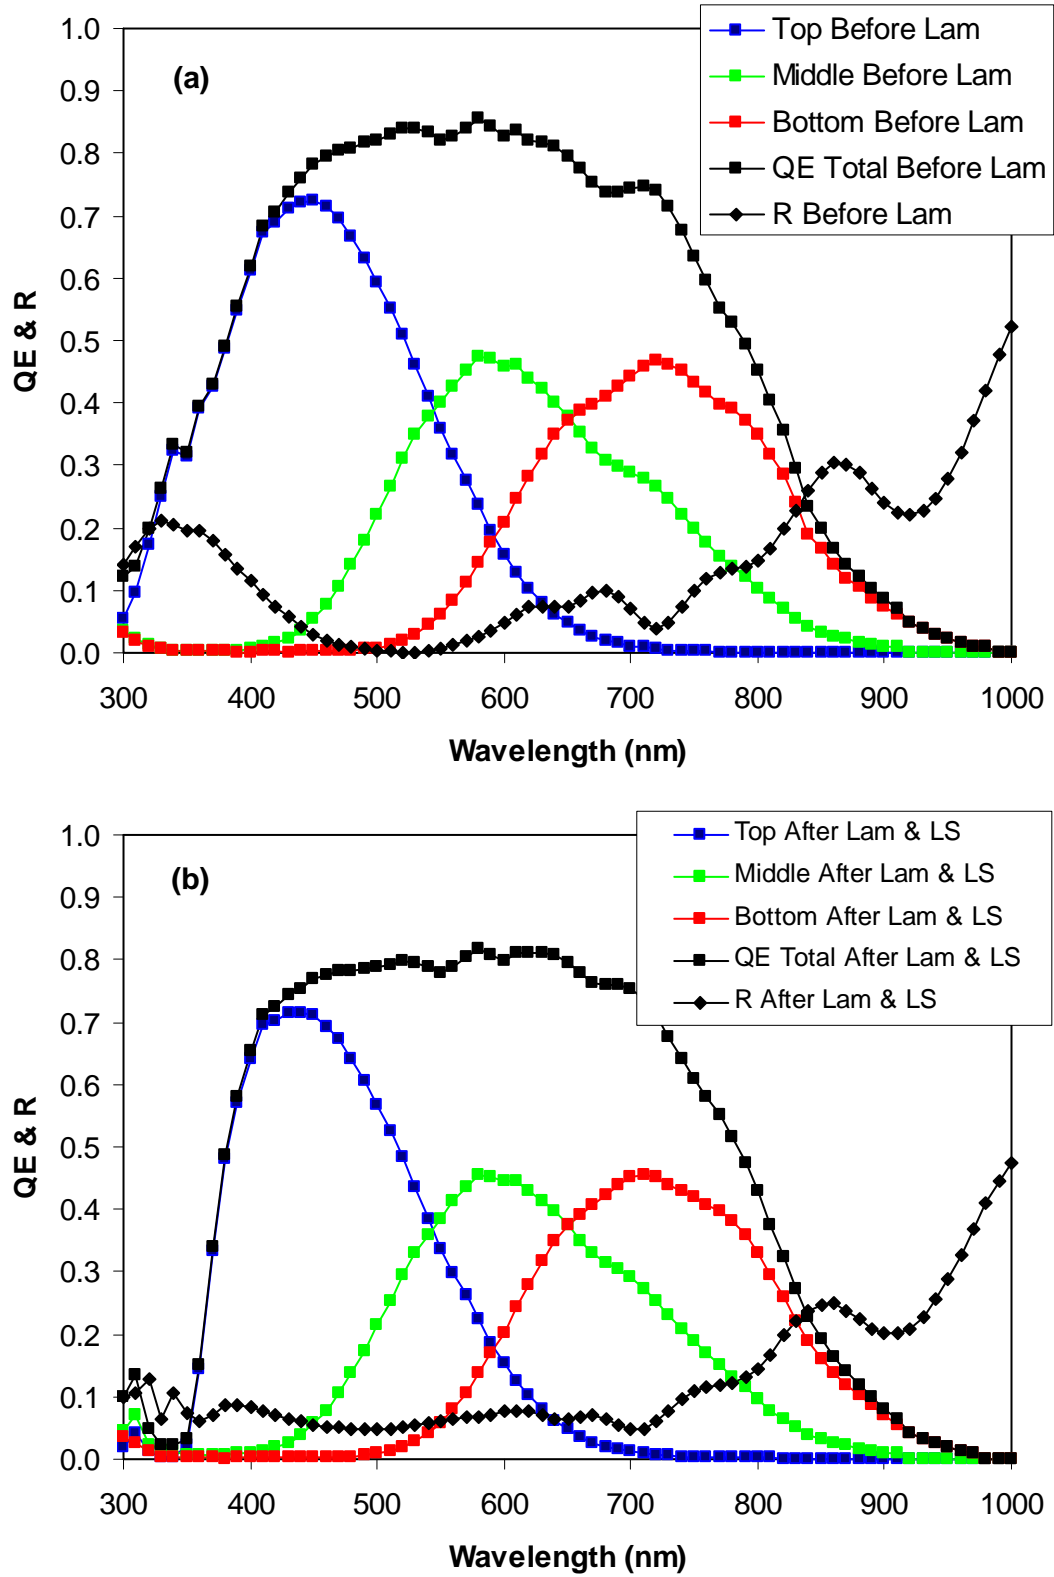 (a)
Top Before Lam
Middle Before Lam
Bottom Before Lam
QE Total Before Lam
R Before Lam
QE & R
1.0
0.9
0.8
0.7
0.6
0.5
0.4
0.3
0.2
0.1
0.0
300 400 500 600 700 800 900 1000
Wavelength (nm)
(b)
Top After Lam & LS
Middle After Lam & LS
Bottom After Lam & LS
QE Total After Lam & LS
R After Lam & LS
QE & R
1.0
0.9
0.8
0.7
0.6
0.5
0.4
0.3
0.2
0.1
0.0
300 400 500 600 700 800 900 1000
Wavelength (nm)